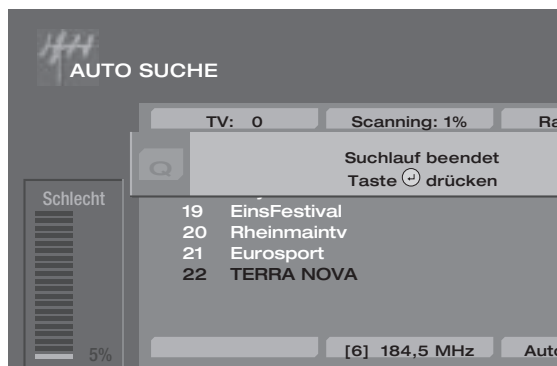 AUTO SUCHE
TV: 0 Scanning: 1%
Suchlauf beendet
Taste drücken
Schlecht
19 EinsFestival
20 Rheinmaintv
21 Eurosport
22 TERRA NOVA
5%
[6] 184,5 MHz Auto